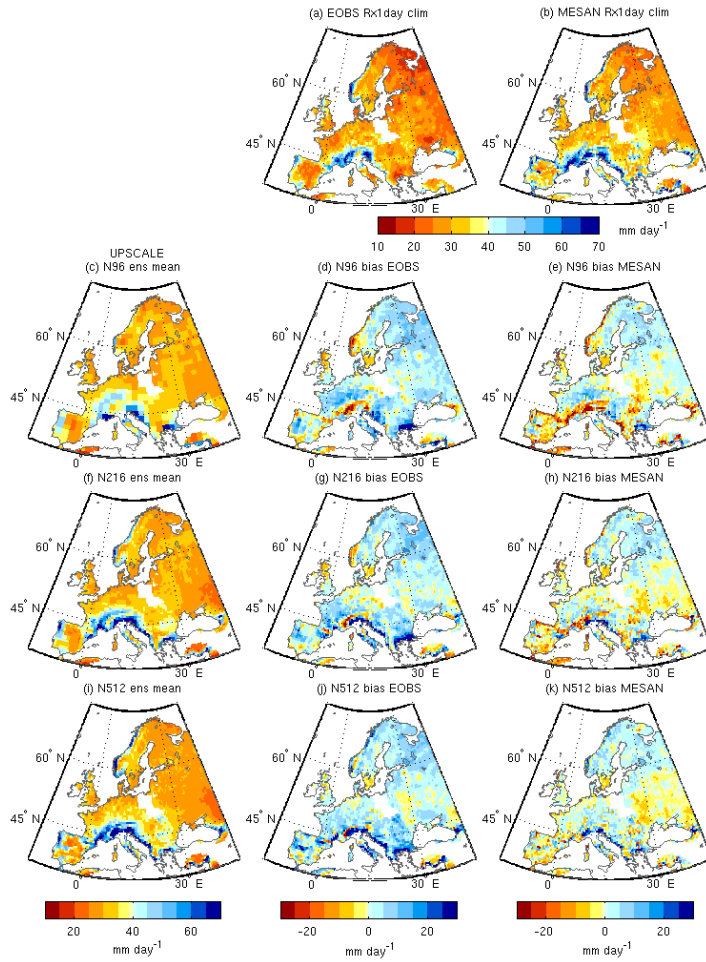 (a) EOBS Rx1day clim
(b) MESAN Rx1day clim
60° N
60° N
45° N
45° N
0
30 E
0
30 E
10 20 30 40 50 60 70
mm day-1
UPSCALE
(c) N96 ens mean
(d) N96 bias EOBS
(e) N96 bias MESAN
60° N
60° N
60° N
45° N
45° N
45° N
0
30 E
0
30 E
0
30 E
(f) N216 ens mean
(g) N216 bias EOBS
(h) N216 bias MESAN
60° N
60° N
60° N
45° N
45° N
45° N
0
30 E
0
30 E
0
30 E
(i) N512 ens mean
(j) N512 bias EOBS
(k) N512 bias MESAN
60° N
60° N
60° N
45° N
45° N
45° N
0
30 E
0
30 E
0
30 E
20 40 60
-20 0 20
-20 0 20
mm day-1
mm day-1
mm day-1